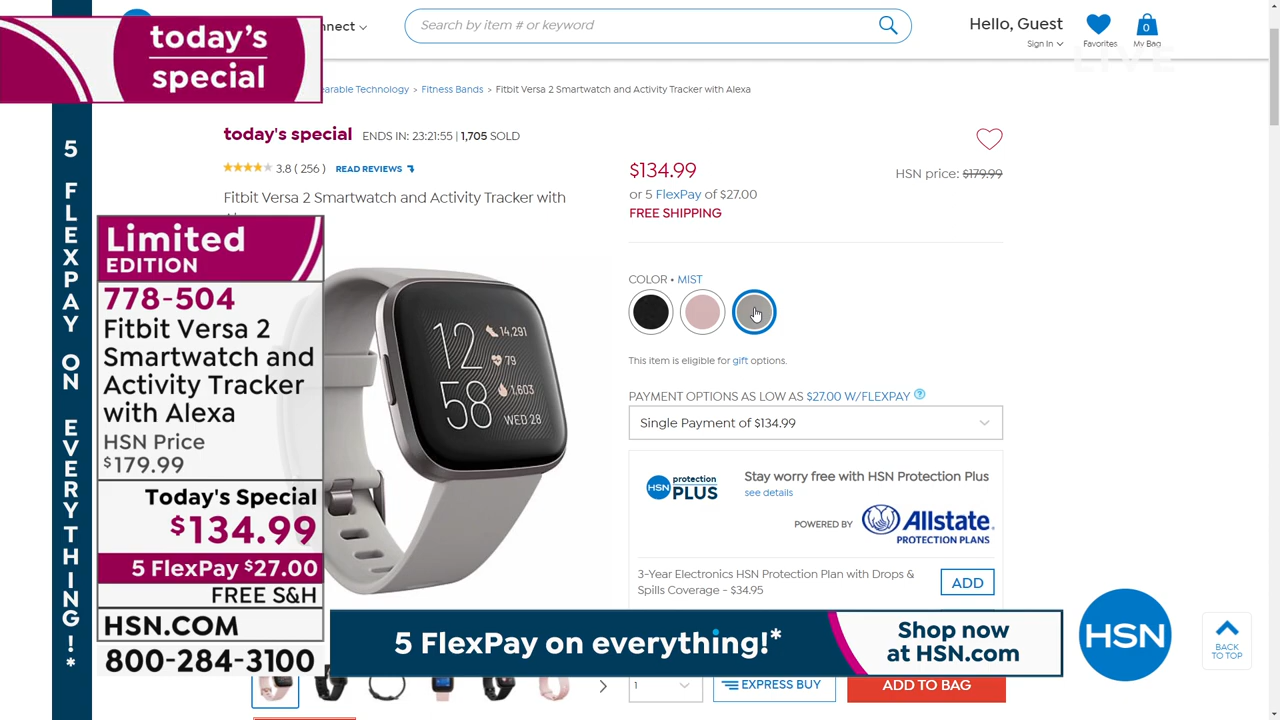 today's
special
5
FLEXPAY
ON
EVERYTHING!*
Limited
EDITION
778-504
Fitbit Versa 2
Smartwatch and
Activity Tracker
with Alexa
HSN Price
$179.99
Today's Special
$134.99
5 FlexPay $27.00
FREE S&H
HSN.COM
800-284-3100
nnect
Search by item # or keyword
Hello, Guest
Sign In
Favorites
0
My Bag
LIVE
earable Technology > Fitness Bands > Fitbit Versa 2 Smartwatch and Activity Tracker with Alexa
today's special ENDS IN: 23:21:55 | 1,705 SOLD
3.8 ( 256 ) READ REVIEWS
Fitbit Versa 2 Smartwatch and Activity Tracker with
12
58
14,291
79
1,603
WED 28
$134.99
HSN price: $179.99
or 5 FlexPay of $27.00
FREE SHIPPING
COLOR • MIST
This item is eligible for gift options.
PAYMENT OPTIONS AS LOW AS $27.00 W/FLEXPAY ?
Single Payment of $134.99
HSN protection PLUS
Stay worry free with HSN Protection Plus
see details
POWERED BY Allstate
PROTECTION PLANS
3-Year Electronics HSN Protection Plan with Drops &
Spills Coverage - $34.95
ADD
5 FlexPay on everything!*
Shop now
at HSN.com
HSN
BACK
TO TOP
1
EXPRESS BUY
ADD TO BAG